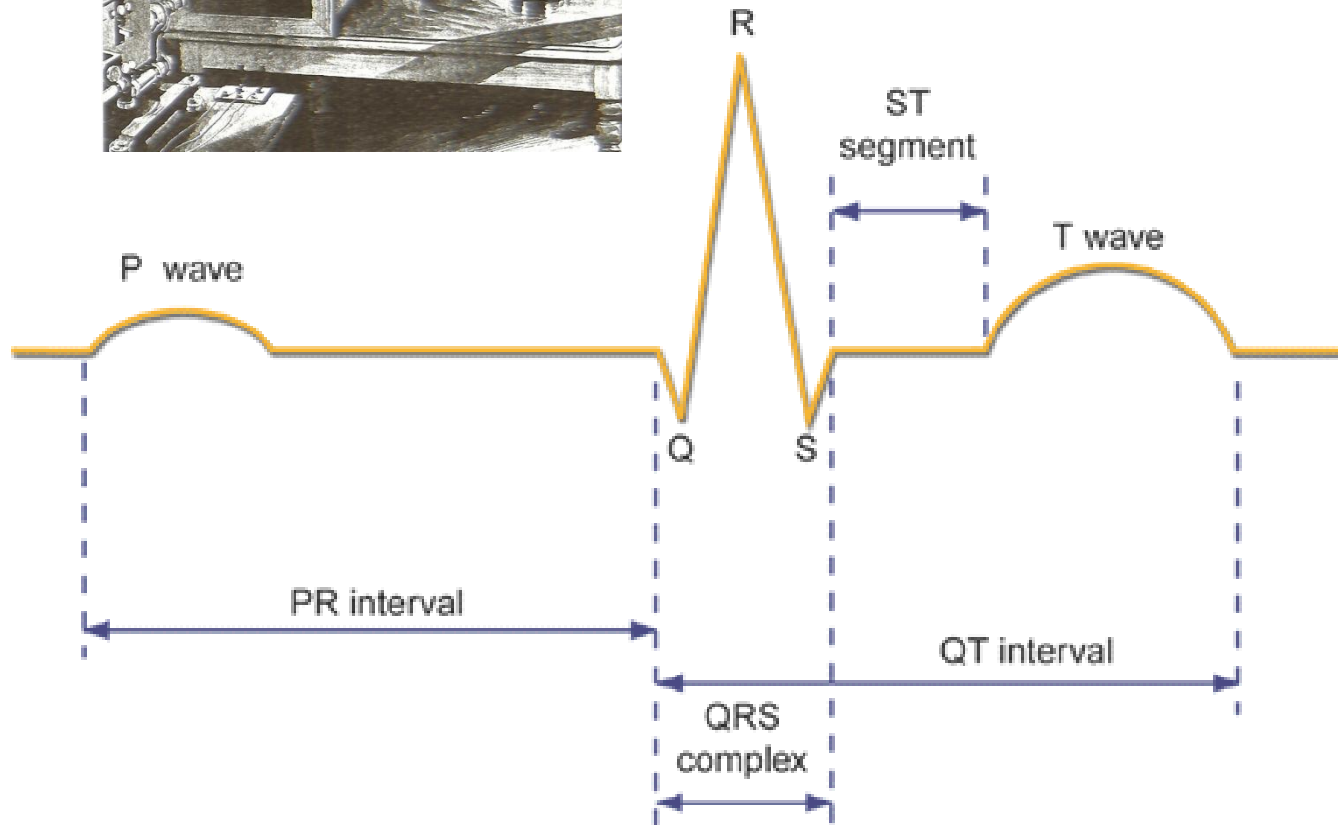 R
ST
segment
P wave
T wave
Q
S
PR interval
QT interval
QRS
complex